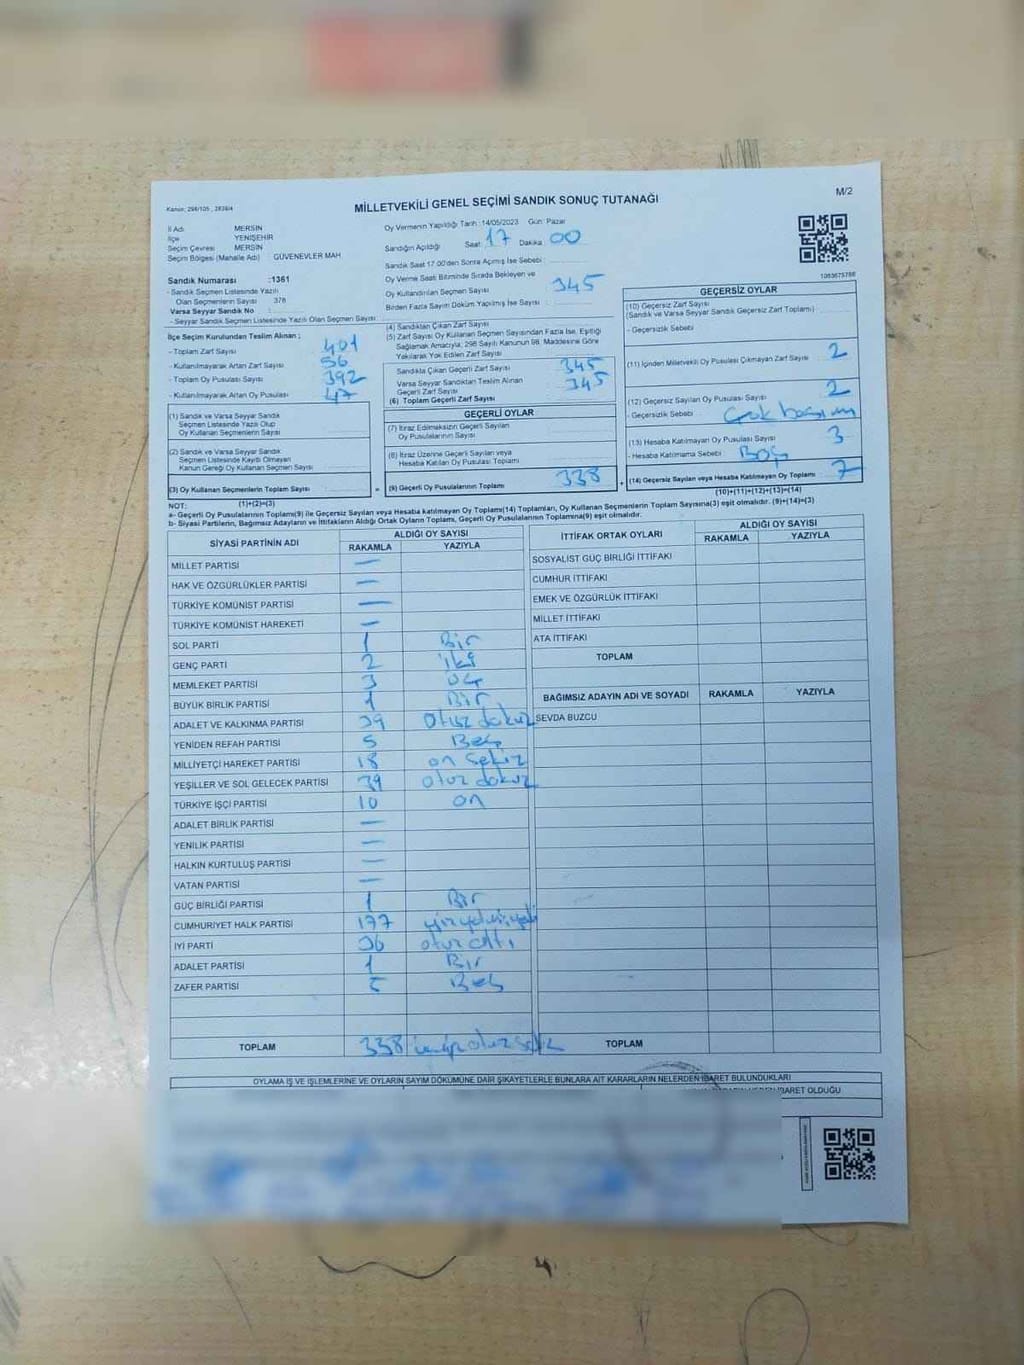 Kanun: 298/105 , 2839/4
MİLLETVEKİLİ GENEL SEÇİMİ SANDIK SONUÇ TUTANAĞI
M/2
İl Adı MERSİN
İlçe YENİŞEHİR
Seçim Çevresi MERSİN
Seçim Bölgesi (Mahalle Adı) GÜVENEVLER MAH
Sandık Numarası :1361
- Sandık Seçmen Listesinde Yazılı
Olan Seçmenlerin Sayısı 378
Varsa Seyyar Sandık No :
- Seyyar Sandık Seçmen Listesinde Yazılı Olan Seçmen Sayısı:
Oy Vermenin Yapıldığı Tarih :14/05/2023 Gün: Pazar
Sandığın Açıldığı Saat: 17 Dakika: 00
Sandık Saat 17.00'den Sonra Açılmış İse Sebebi :
Oy Verme Saati Bitiminde Sırada Bekleyen ve
Oy Kullandırılan Seçmen Sayısı 345
Birden Fazla Sayım Döküm Yapılmış İse Sayısı :
1083673786
İlçe Seçim Kurulundan Teslim Alınan ;
- Toplam Zarf Sayısı 401
- Kullanılmayarak Artan Zarf Sayısı 56
- Toplam Oy Pusulası Sayısı 392
- Kullanılmayarak Artan Oy Pusulası 47
(1) Sandık ve Varsa Seyyar Sandık
Seçmen Listesinde Yazılı Olup
Oy Kullanan Seçmenlerin Sayısı
(2) Sandık ve Varsa Seyyar Sandık
Seçmen Listesinde Kayıtlı Olmayan
Kanun Gereği Oy Kullanan Seçmen Sayısı
(3) Oy Kullanan Seçmenlerin Toplam Sayısı =
(4) Sandıktan Çıkan Zarf Sayısı
(5) Zarf Sayısı Oy Kullanan Seçmen Sayısından Fazla İse, Eşitliği
Sağlamak Amacıyla, 298 Sayılı Kanunun 98. Maddesine Göre
Yakılarak Yok Edilen Zarf Sayısı
Sandıkta Çıkan Geçerli Zarf Sayısı 345
Varsa Seyyar Sandıktan Teslim Alınan
Geçerli Zarf Sayısı 345
(6) Toplam Geçerli Zarf Sayısı
GEÇERLİ OYLAR
(7) İtiraz Edilmeksizin Geçerli Sayılan
Oy Pusulalarının Sayısı
(8) İtiraz Üzerine Geçerli Sayılan veya
Hesaba Katılan Oy Pusulası Toplamı
(9) Geçerli Oy Pusulalarının Toplamı 338 +
GEÇERSİZ OYLAR
(10) Geçersiz Zarf Sayısı
(Sandık ve Varsa Seyyar Sandık Geçersiz Zarf Toplamı)
- Geçersizlik Sebebi
(11) İçinden Milletvekili Oy Pusulası Çıkmayan Zarf Sayısı 2
(12) Geçersiz Sayılan Oy Pusulası Sayısı 2
- Geçersizlik Sebebi
(13) Hesaba Katılmayan Oy Pusulası Sayısı 3
- Hesaba Katılmama Sebebi Boş
(14) Geçersiz Sayılan veya Hesaba Katılmayan Oy Toplamı 7
NOT: (1)+(2)=(3)
(10)+(11)+(12)+(13)=(14)
a- Geçerli Oy Pusulalarının Toplamı(9) ile Geçersiz Sayılan veya Hesaba Katılmayan Oy Pusulası Toplamı(14) Toplamları, Oy Kullanan Seçmenlerin Toplam Sayısına(3) eşit olmalıdır. (9)+(14)=(3)
b- Siyasi Partilerin, Bağımsız Adayların ve İttifakların Aldığı Ortak Oyların Toplamı, Geçerli Oy Pusulalarının Toplamına(9) eşit olmalıdır.
SİYASİ PARTİNİN ADI ALDIĞI OY SAYISI
RAKAMLA YAZIYLA
MİLLET PARTİSİ —
HAK VE ÖZGÜRLÜKLER PARTİSİ —
TÜRKİYE KOMÜNİST PARTİSİ —
TÜRKİYE KOMÜNİST HAREKETİ —
SOL PARTİ 1 Bir
GENÇ PARTİ 2 iki
MEMLEKET PARTİSİ 3 üç
BÜYÜK BİRLİK PARTİSİ 1 Bir
ADALET VE KALKINMA PARTİSİ 39 otuz dokuz
YENİDEN REFAH PARTİSİ 5 Beş
MİLLİYETÇİ HAREKET PARTİSİ 18 on sekiz
YEŞİLLER VE SOL GELECEK PARTİSİ 39 otuz dokuz
TÜRKİYE İŞÇİ PARTİSİ 10 on
ADALET BİRLİK PARTİSİ —
YENİLİK PARTİSİ —
HALKIN KURTULUŞ PARTİSİ —
VATAN PARTİSİ —
GÜÇ BİRLİĞİ PARTİSİ 1 Bir
CUMHURİYET HALK PARTİSİ 177 yüz yetmiş yedi
İYİ PARTİ 36 otuz altı
ADALET PARTİSİ 1 Bir
ZAFER PARTİSİ 5 Beş
TOPLAM 338 üç yüz otuz sekiz
İTTİFAK ORTAK OYLARI ALDIĞI OY SAYISI
RAKAMLA YAZIYLA
SOSYALİST GÜÇ BİRLİĞİ İTTİFAKI
CUMHUR İTTİFAKI
EMEK VE ÖZGÜRLÜK İTTİFAKI
MİLLET İTTİFAKI
ATA İTTİFAKI
TOPLAM
BAĞIMSIZ ADAYIN ADI VE SOYADI RAKAMLA YAZIYLA
SEVDA BUZCU
TOPLAM
OYLAMA İŞ VE İŞLEMLERİNE VE OYLARIN SAYIM DÖKÜMÜNE DAİR ŞİKAYETLERLE BUNLARA AİT KARARLARIN NELERDEN İBARET BULUNDUKLARI
İBARET OLDUĞU